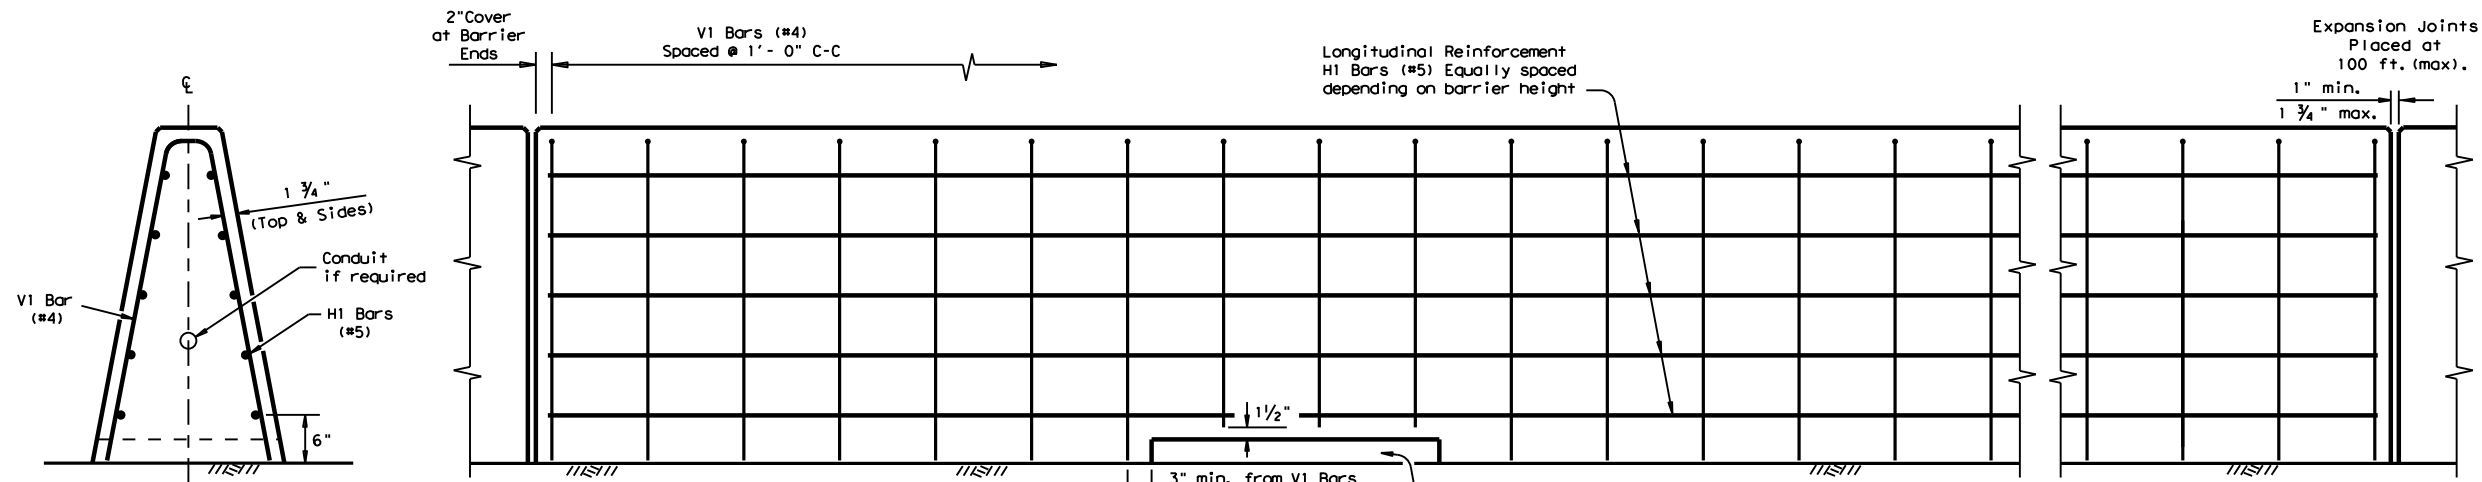 2"Cover
at Barrier
Ends
V1 Bars (#4)
Spaced @ 1'- 0" C-C
Longitudinal Reinforcement
H1 Bars (#5) Equally spaced
depending on barrier height
Expansion Joints
Placed at
100 ft. (max).
1" min.
1 ¾" max.
℄
1 ¾"
(Top & Sides)
Conduit
if required
V1 Bar
(#4)
H1 Bars
(#5)
6"
1½"
3" min. from V1 Bars